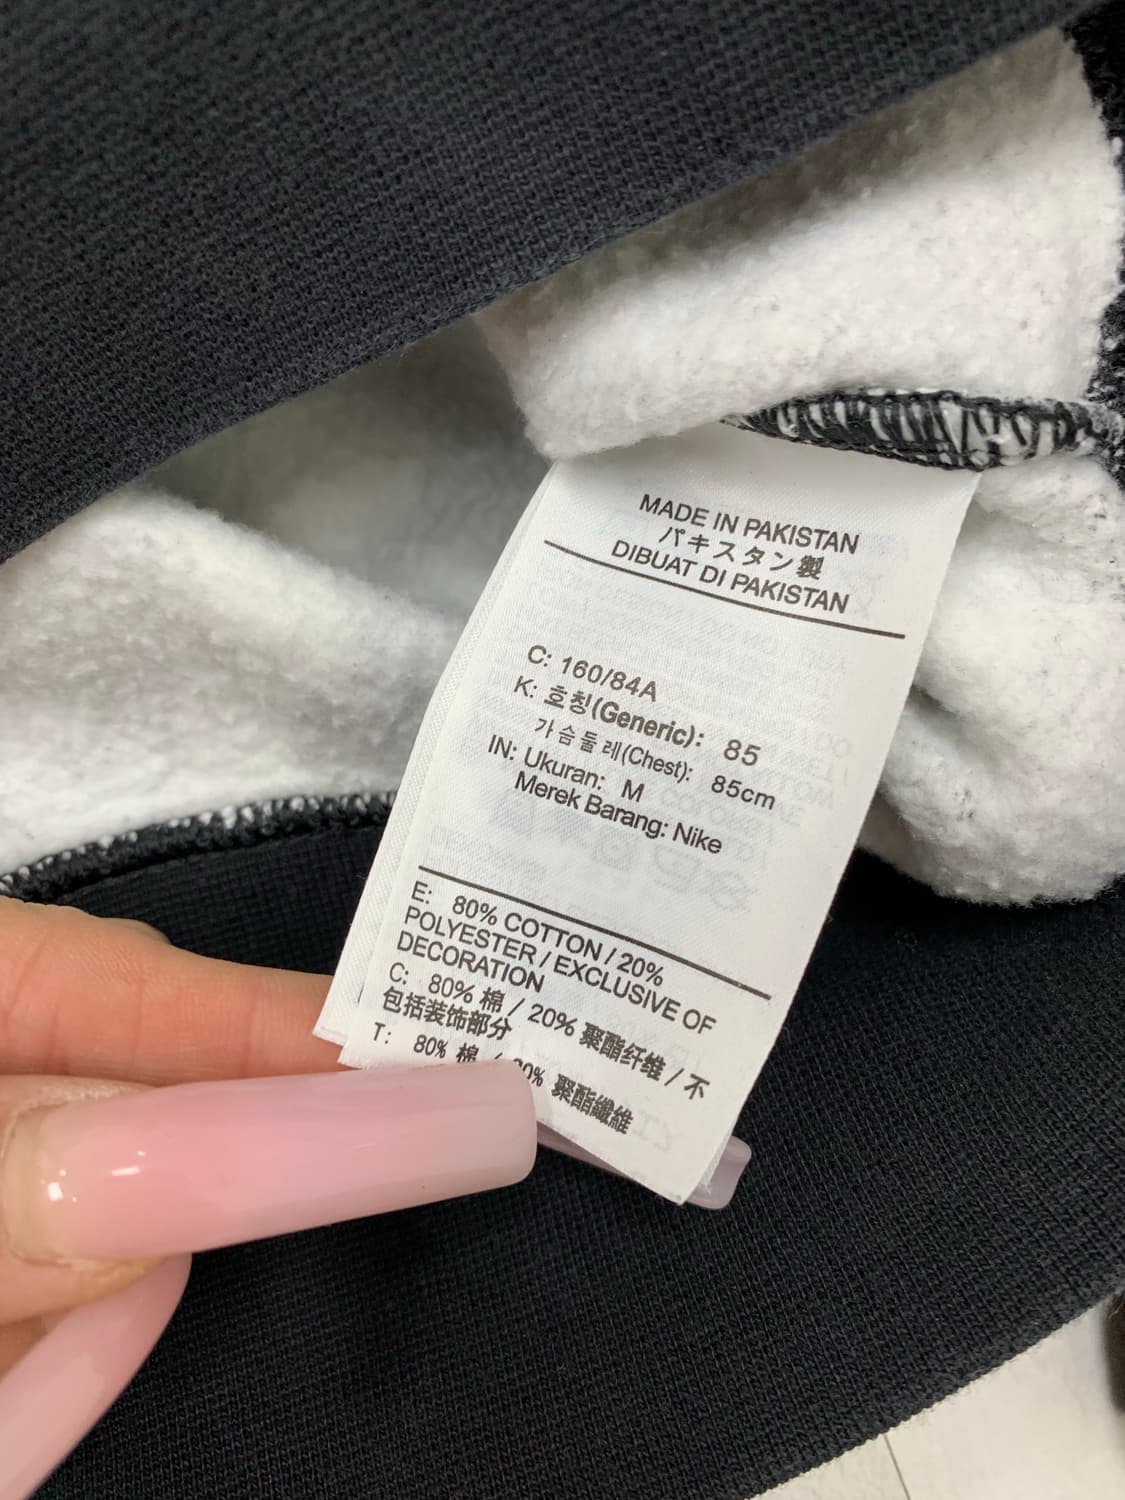 MADE IN PAKISTAN
パキスタン製
DIBUAT DI PAKISTAN
C: 160/84A
K: 호칭(Generic): 85
가슴둘레(Chest): 85cm
IN: Ukuran: M
Merek Barang: Nike
E: 80% COTTON / 20%
POLYESTER / EXCLUSIVE OF
DECORATION
C: 80% 棉 / 20% 聚酯纤维 / 不
包括装饰部分
T: 80% 棉 / 20% 聚酯纖維